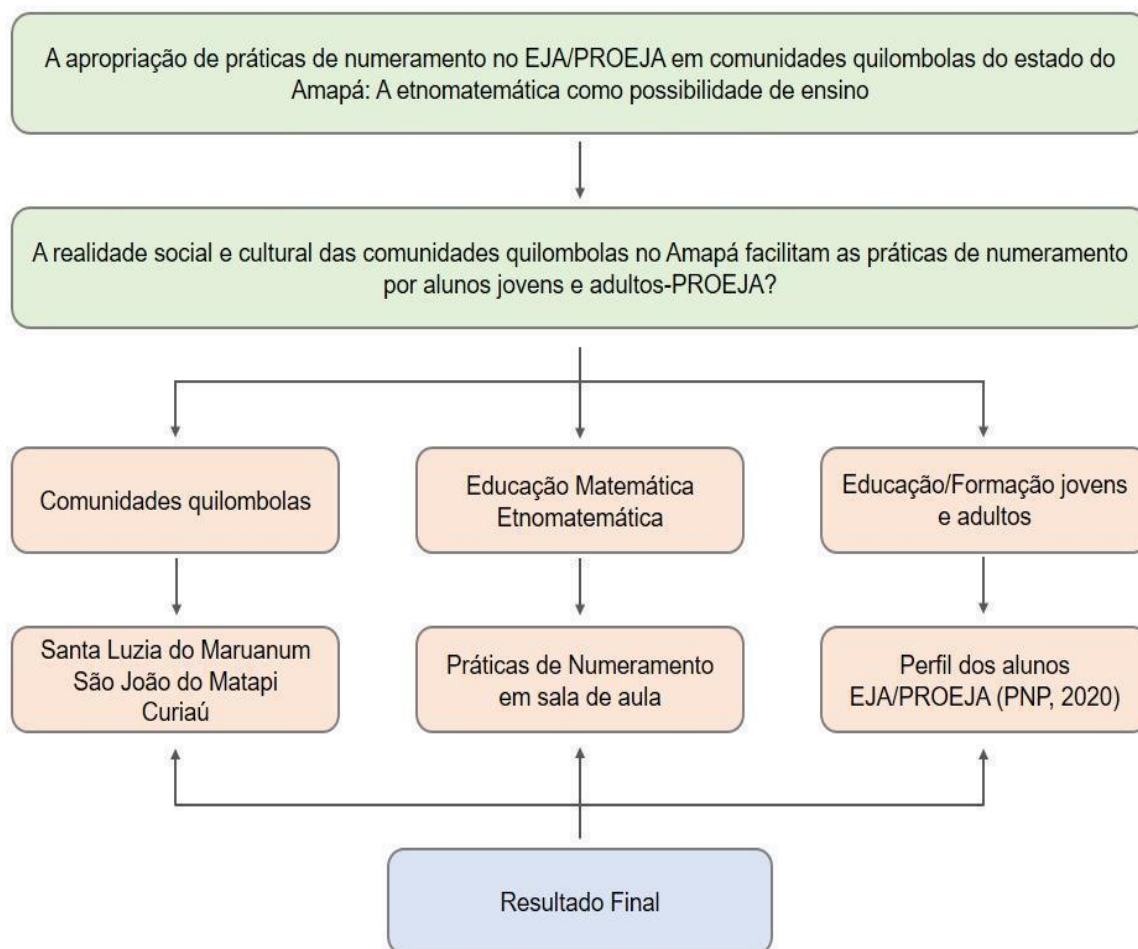 A apropriação de práticas de numeramento no EJA/PROEJA em comunidades quilombolas do estado do
Amapá: A etnomatemática como possibilidade de ensino
A realidade social e cultural das comunidades quilombolas no Amapá facilitam as práticas de numeramento
por alunos jovens e adultos-PROEJA?
Comunidades quilombolas
Educação Matemática
Etnomatemática
Educação/Formação jovens
e adultos
Santa Luzia do Maruanum
São João do Matapi
Curiaú
Práticas de Numeramento
em sala de aula
Perfil dos alunos
EJA/PROEJA (PNP, 2020)
Resultado Final